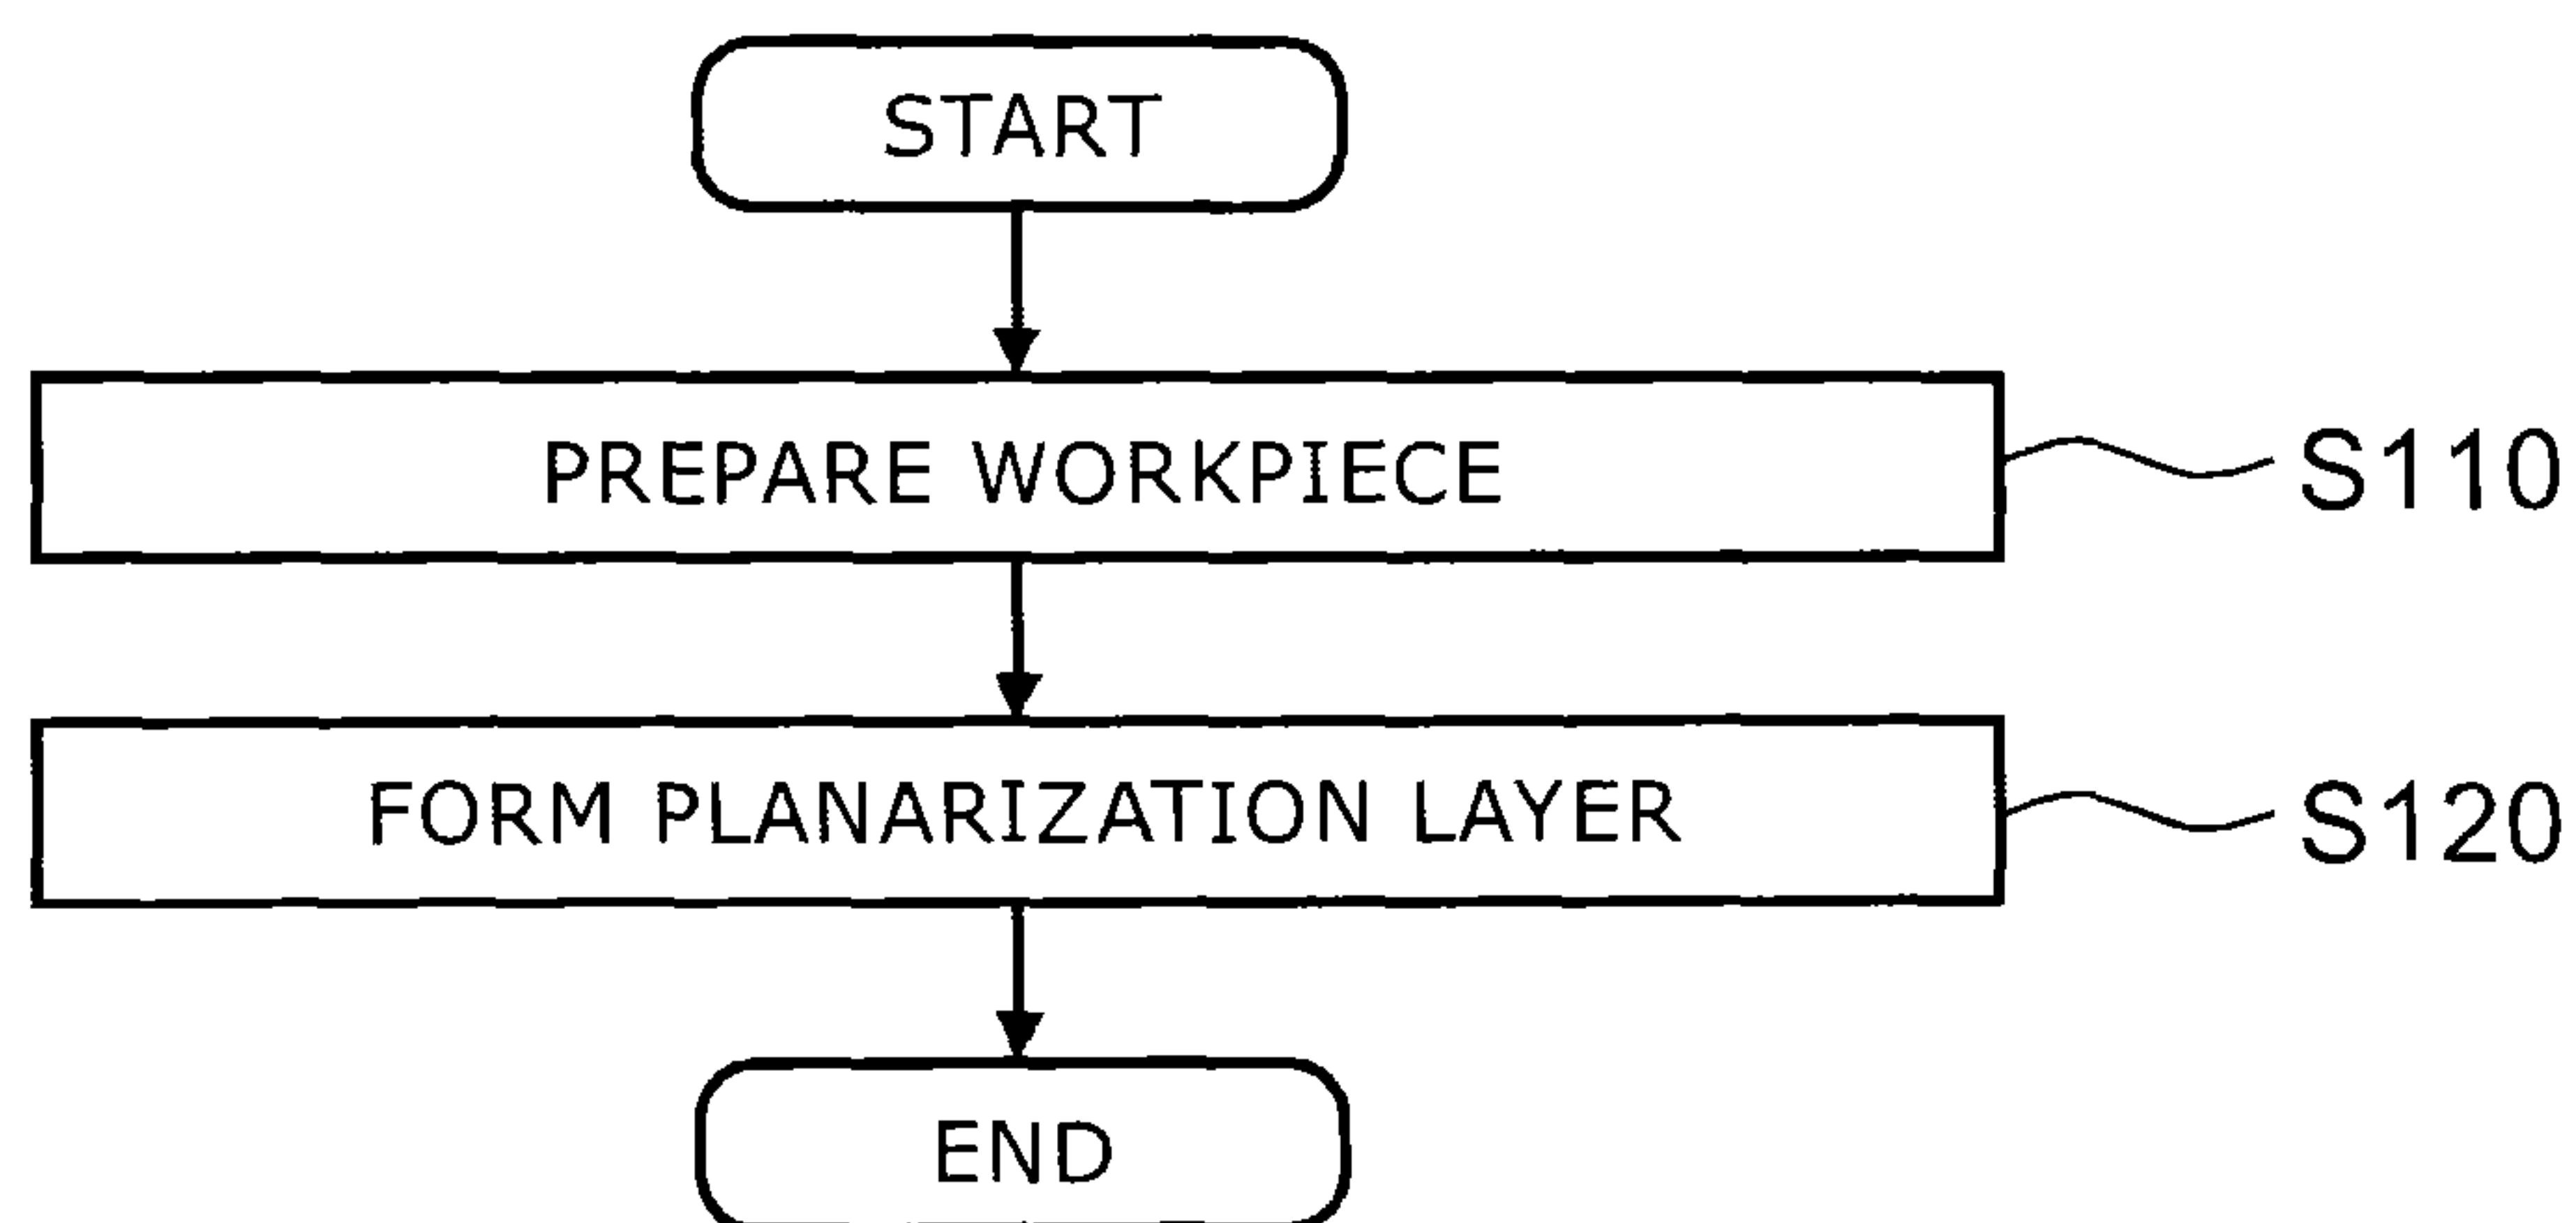 START
PREPARE WORKPIECE
S110
FORM PLANARIZATION LAYER
S120
END